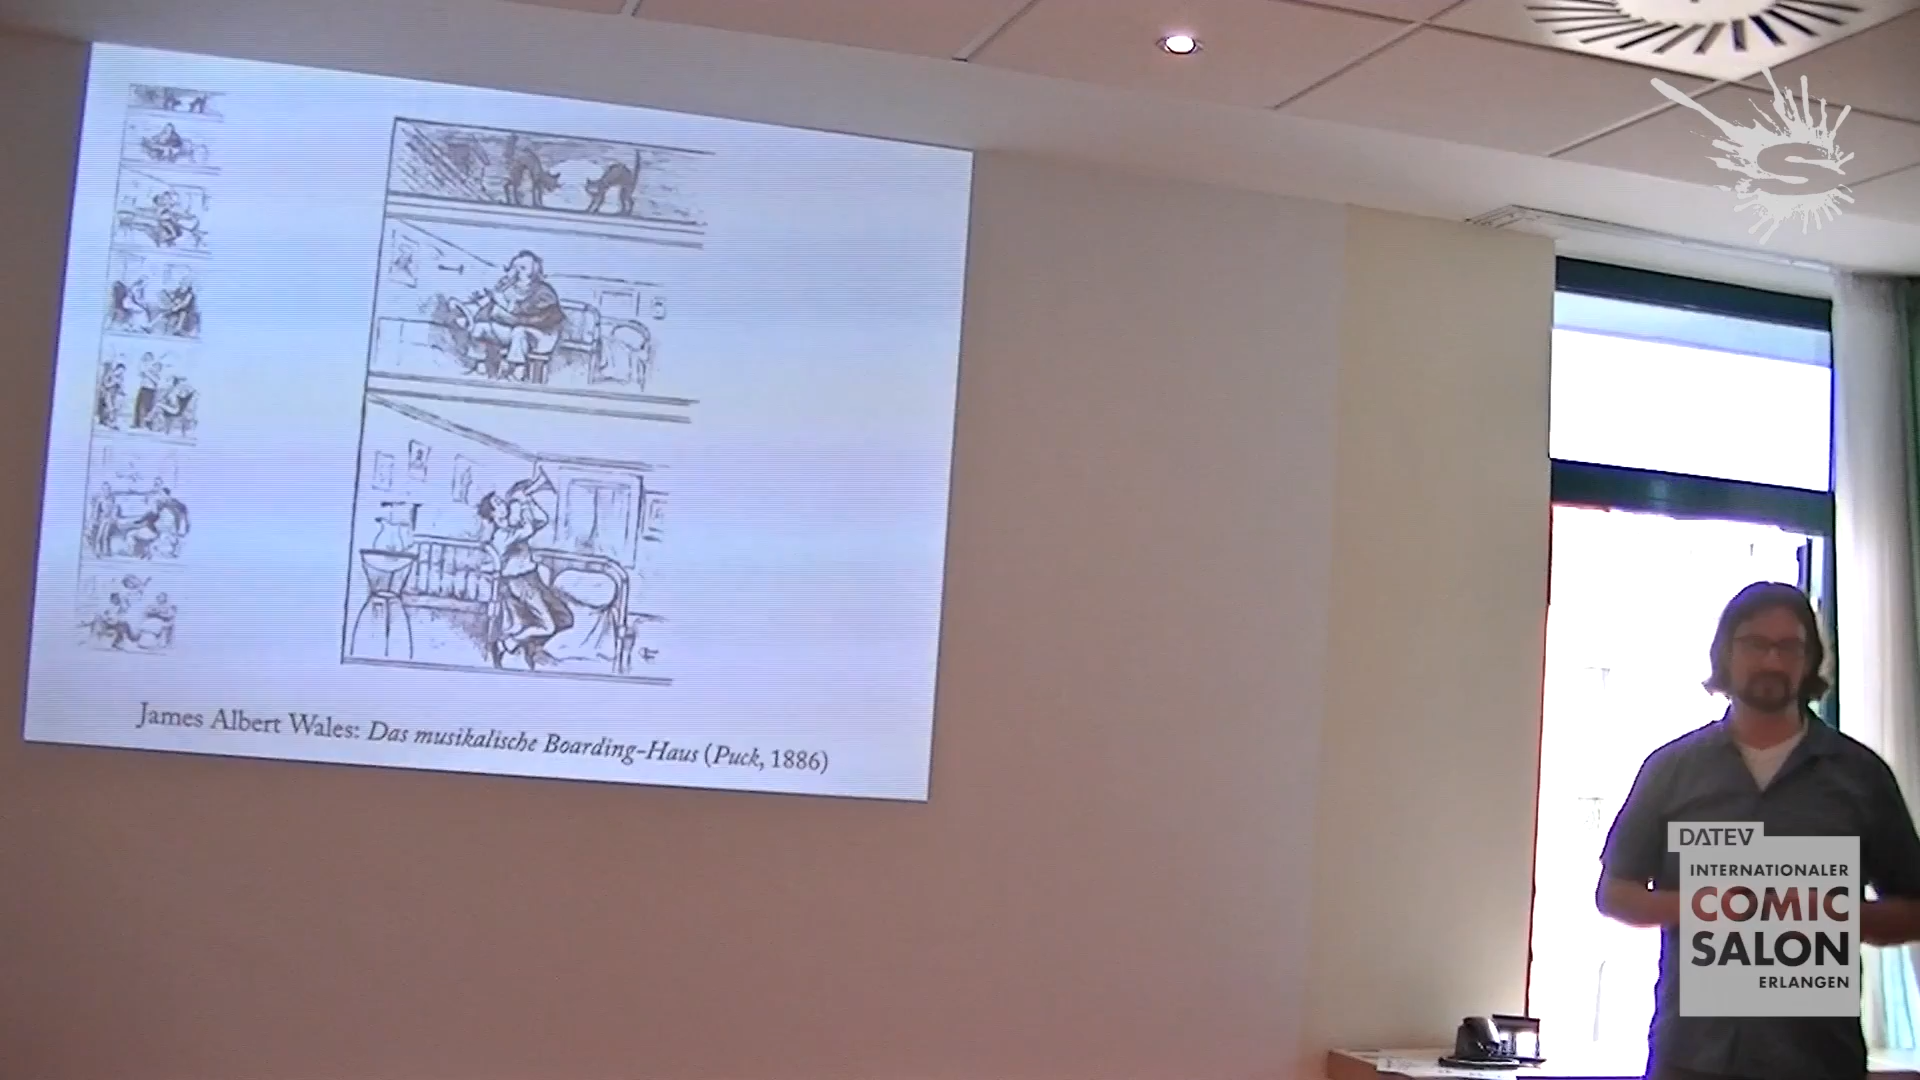 James Albert Wales: Das musikalische Boarding-Haus (Puck, 1886)
DATEV
INTERNATIONALER
COMIC
SALON
ERLANGEN